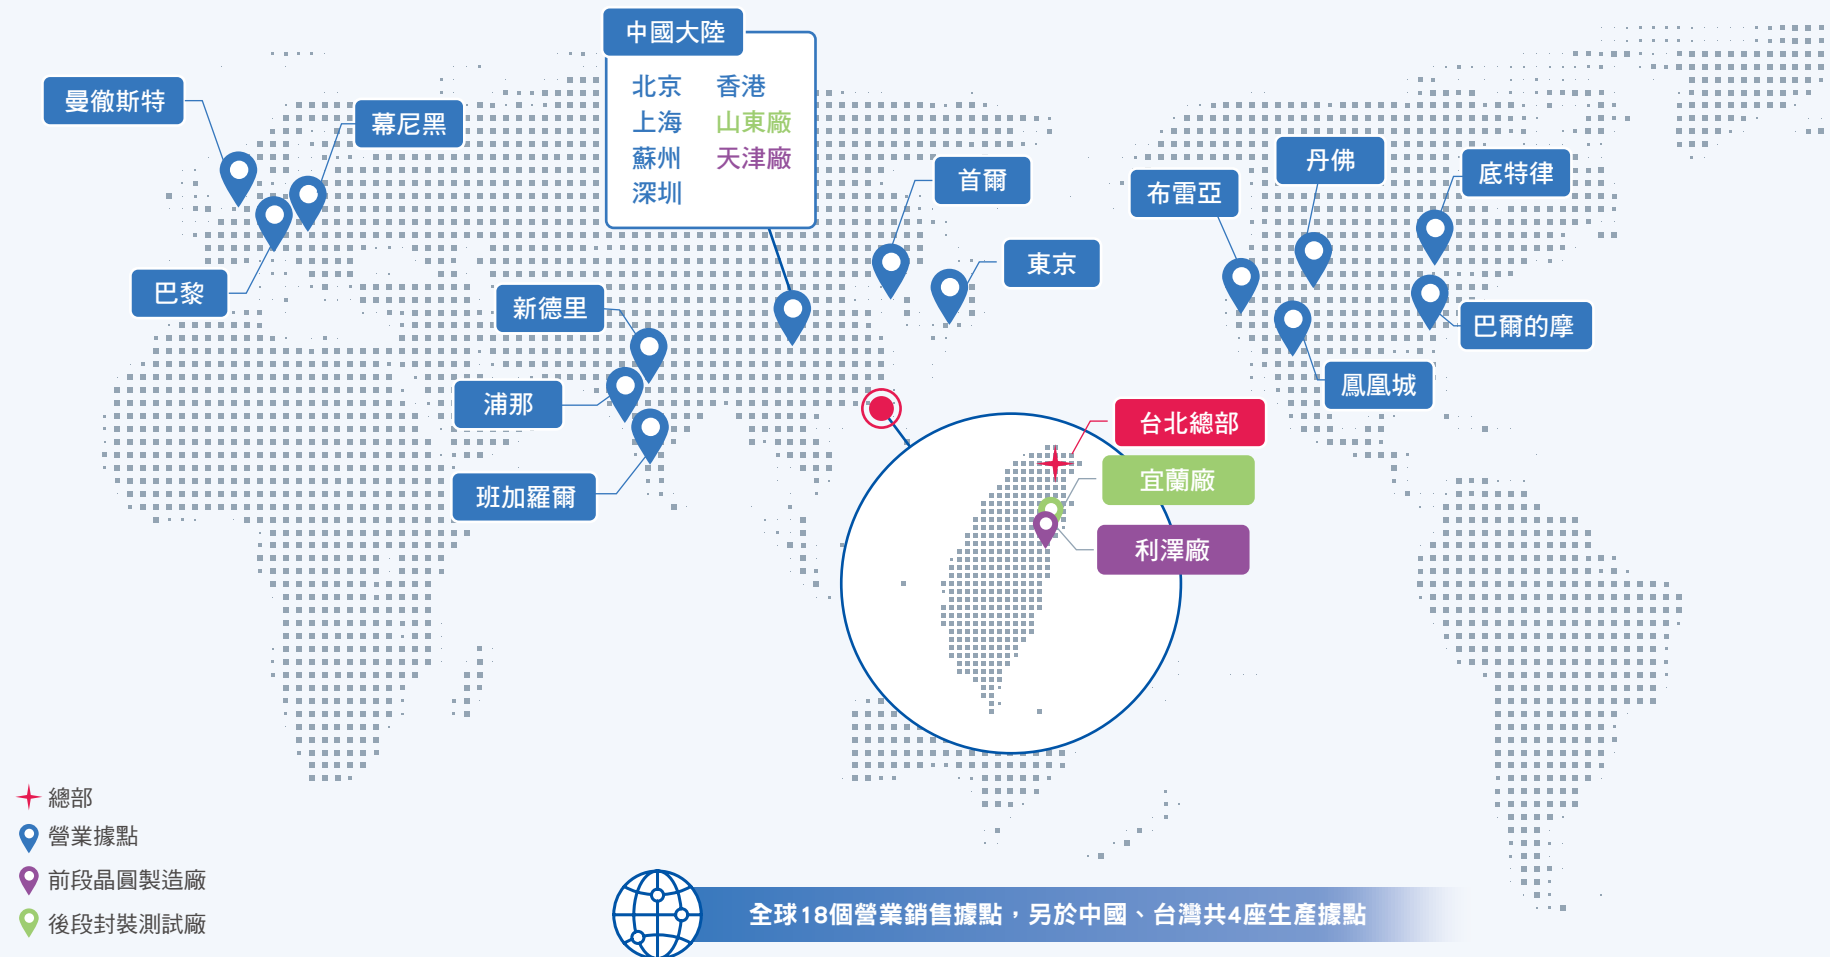 中國大陸
北京 香港
上海 山東廠
蘇州 天津廠
深圳
曼徹斯特
幕尼黑
巴黎
新德里
浦那
班加羅爾
首爾
東京
布雷亞
丹佛
底特律
巴爾的摩
鳳凰城
台北總部
宜蘭廠
利澤廠
總部
營業據點
前段晶圓製造廠
後段封裝測試廠
全球18個營業銷售據點,另於中國、台灣共4座生產據點